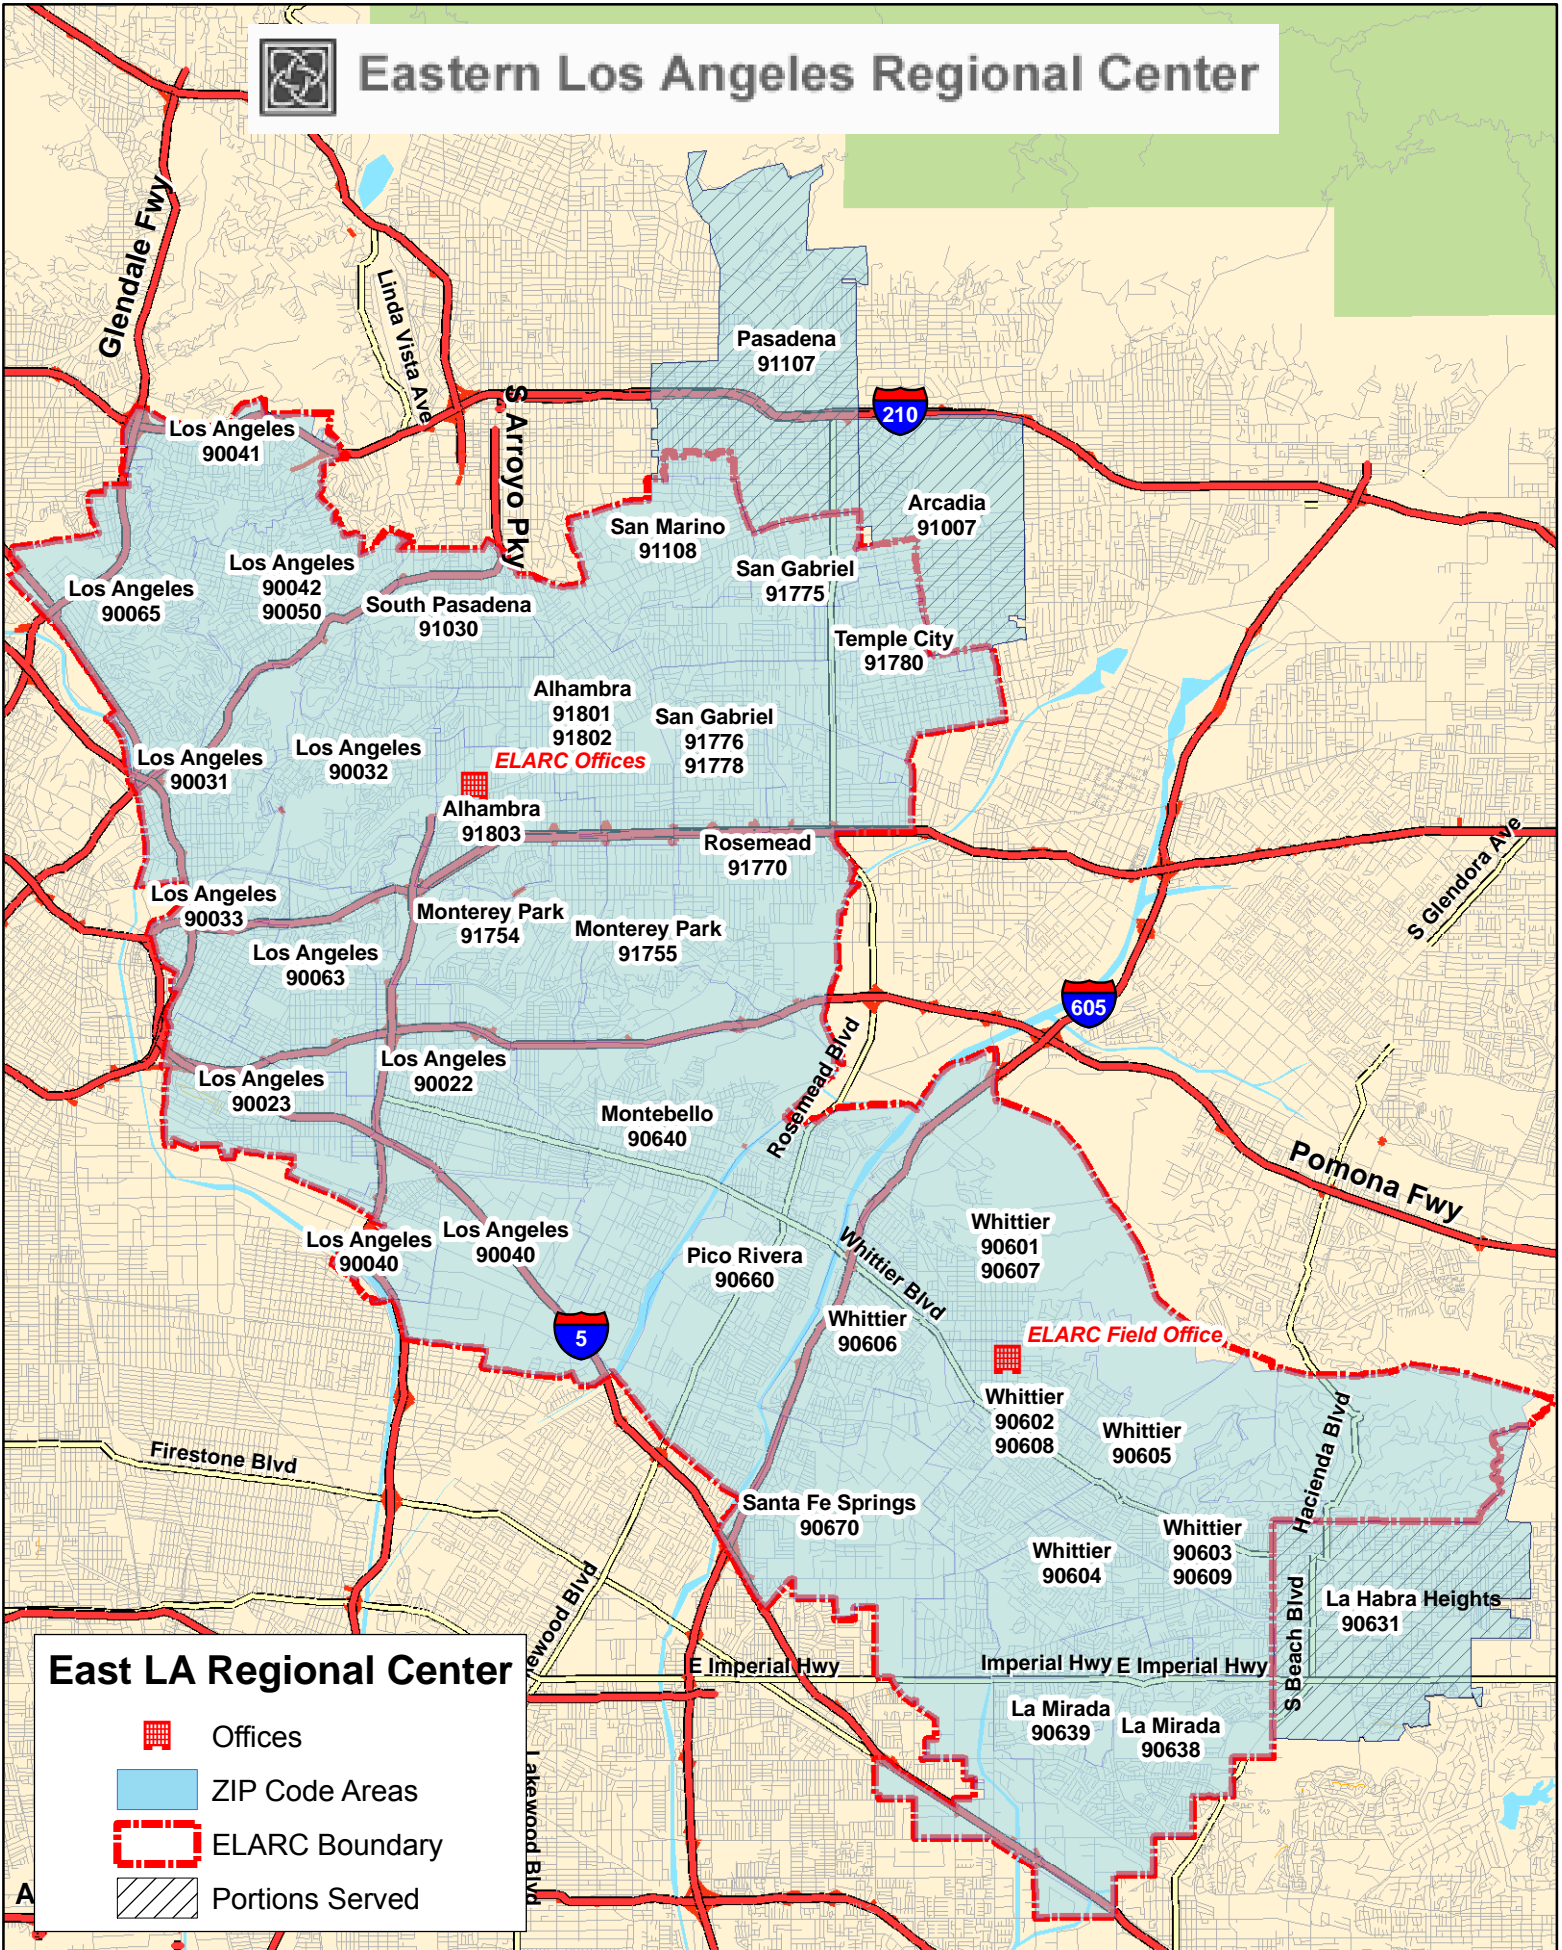 Eastern Los Angeles Regional Center
Glendale Fwy
Linda Vista Ave
S Arroyo Pky
Pasadena
91107
210
Los Angeles
90041
Arcadia
91007
San Marino
91108
San Gabriel
91775
Los Angeles
90042
90050
Los Angeles
90065
South Pasadena
91030
Temple City
91780
Alhambra
91801
91802
San Gabriel
91776
91778
Los Angeles
90031
Los Angeles
90032
ELARC Offices
Alhambra
91803
Rosemead
91770
S Glendora Ave
Los Angeles
90033
Monterey Park
91754
Monterey Park
91755
Los Angeles
90063
605
Los Angeles
90022
Los Angeles
90023
Rosemead Blvd
Montebello
90640
Pomona Fwy
Los Angeles
90040
Los Angeles
90040
Pico Rivera
90660
Whittier Blvd
Whittier
90601
90607
5
Whittier
90606
ELARC Field Office
Whittier
90602
90608
Whittier
90605
Hacienda Blvd
Firestone Blvd
Santa Fe Springs
90670
Whittier
90604
Whittier
90603
90609
La Habra Heights
90631
S Beach Blvd
ewood Blvd
E Imperial Hwy
Imperial Hwy
E Imperial Hwy
La Mirada
90639
La Mirada
90638
Lakewood Blvd
A
East LA Regional Center
Offices
ZIP Code Areas
ELARC Boundary
Portions Served